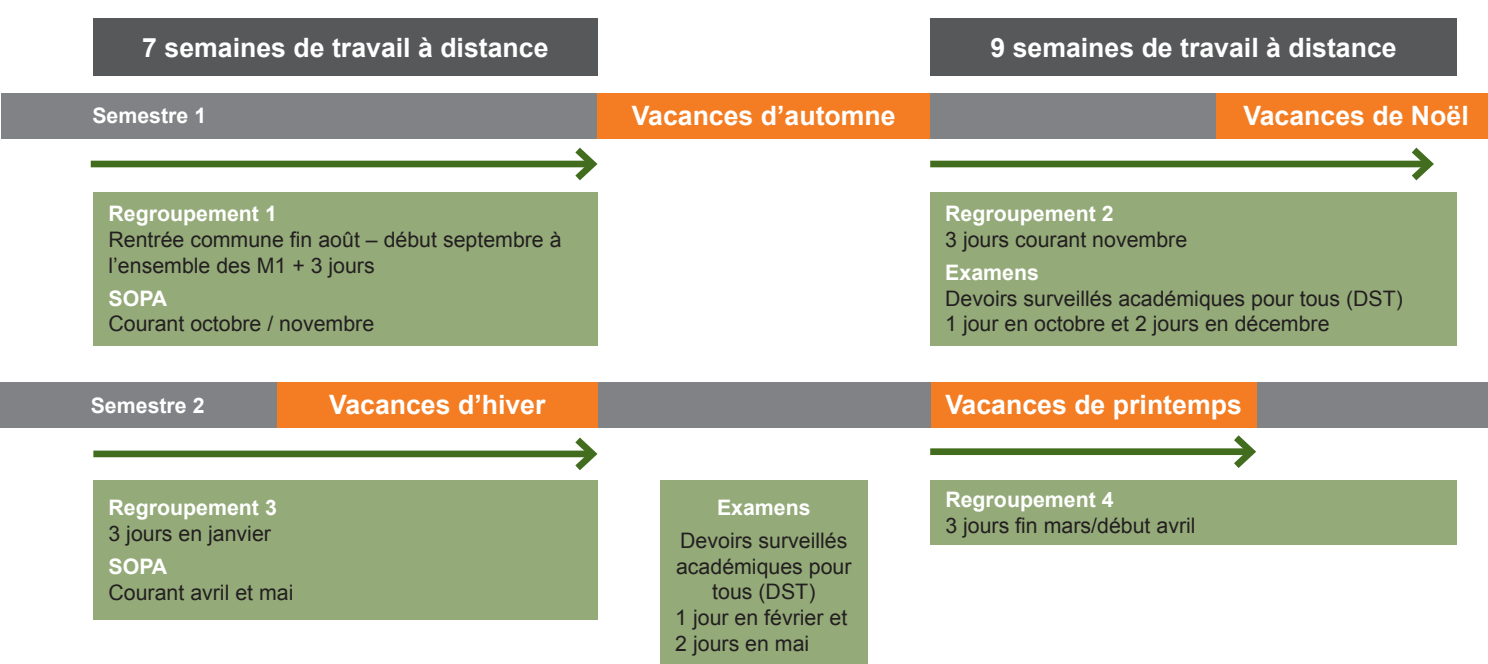 7 semaines de travail à distance
9 semaines de travail à distance
Semestre 1
Vacances d’automne
Vacances de Noël
Regroupement 1
Rentrée commune fin août – début septembre à
l’ensemble des M1 + 3 jours
SOPA
Courant octobre / novembre
Regroupement 2
3 jours courant novembre
Examens
Devoirs surveillés académiques pour tous (DST)
1 jour en octobre et 2 jours en décembre
Semestre 2
Vacances d’hiver
Vacances de printemps
Regroupement 3
3 jours en janvier
SOPA
Courant avril et mai
Examens
Devoirs surveillés
académiques pour
tous (DST)
1 jour en février et
2 jours en mai
Regroupement 4
3 jours fin mars/début avril